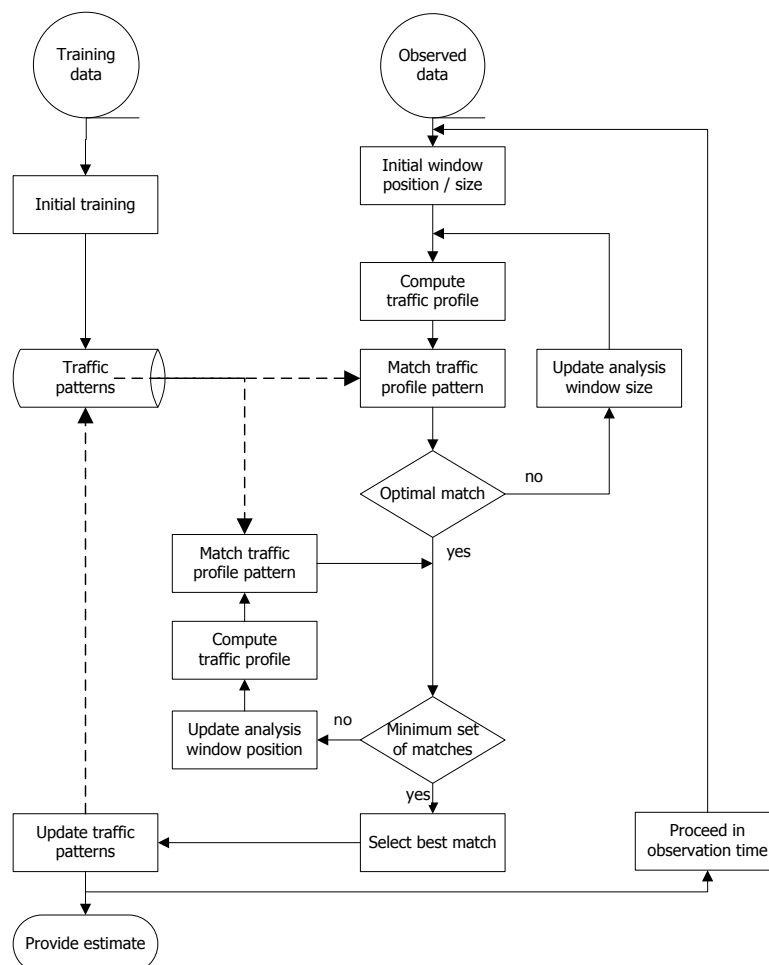 Training
data
Observed
data
Initial training
Initial window
position / size
Compute
traffic profile
Traffic
patterns
Match traffic
profile pattern
Update analysis
window size
Optimal match
no
yes
Match traffic
profile pattern
Compute
traffic profile
Update analysis
window position
no
Minimum set
of matches
yes
Update traffic
patterns
Select best match
Proceed in
observation time
Provide estimate